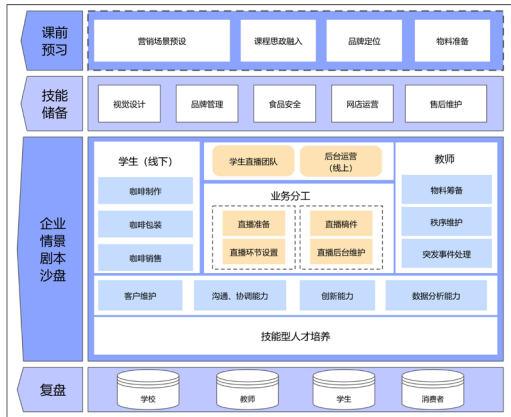 课前
预习
营销场景预设
课程思政融入
品牌定位
物料准备
技能
储备
视觉设计
品牌管理
食品安全
网店运营
售后维护
企业
情景
剧本
沙盘
学生（线下）
咖啡制作
咖啡包装
咖啡销售
学生直播团队
后台运营
（线上）
业务分工
直播准备
直播环节设置
直播稿件
直播后台维护
教师
物料筹备
秩序维护
突发事件处理
客户维护
沟通、协调能力
创新能力
数据分析能力
技能型人才培养
复盘
学校
教师
学生
消费者